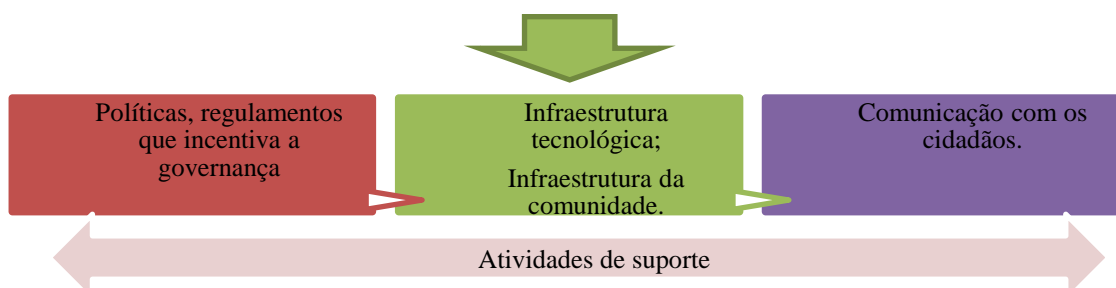 Políticas, regulamentos
que incentiva a
governança
Infraestrutura
tecnológica;
Infraestrutura da
comunidade.
Comunicação com os
cidadãos.
Atividades de suporte